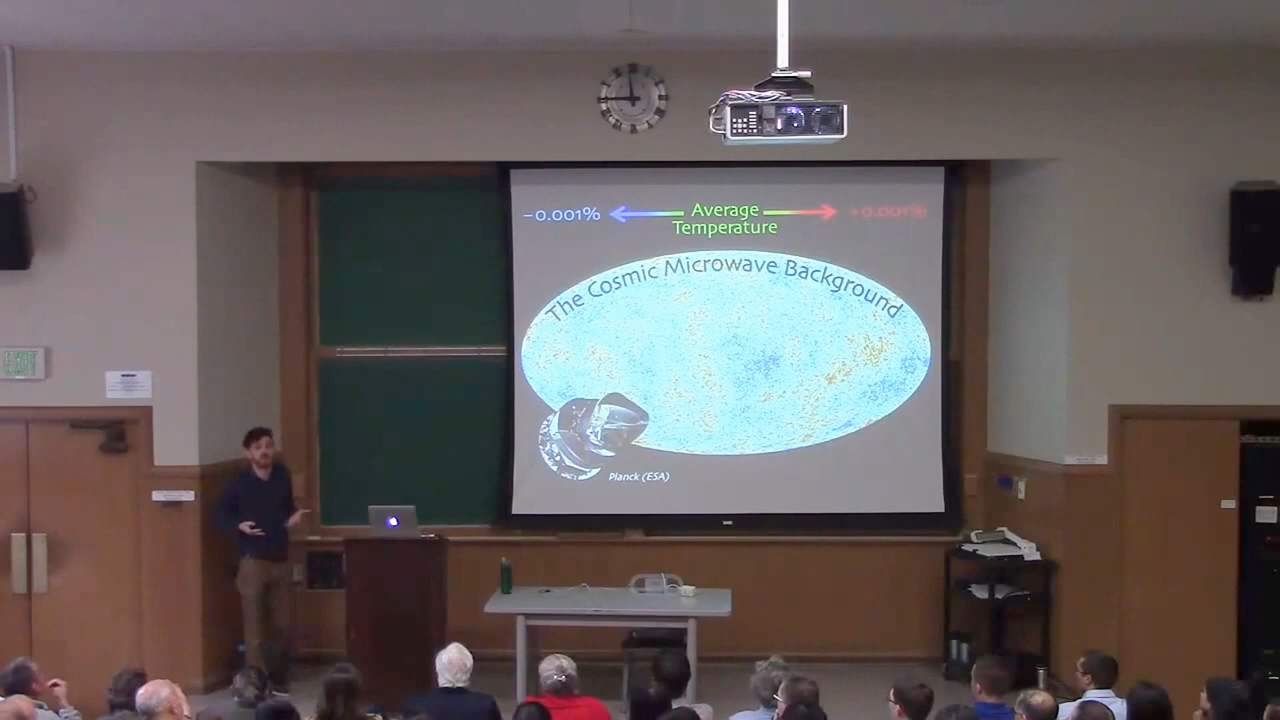 −0.001%
Average
Temperature
+0.001%
The Cosmic Microwave Background
Planck (ESA)
EXIT